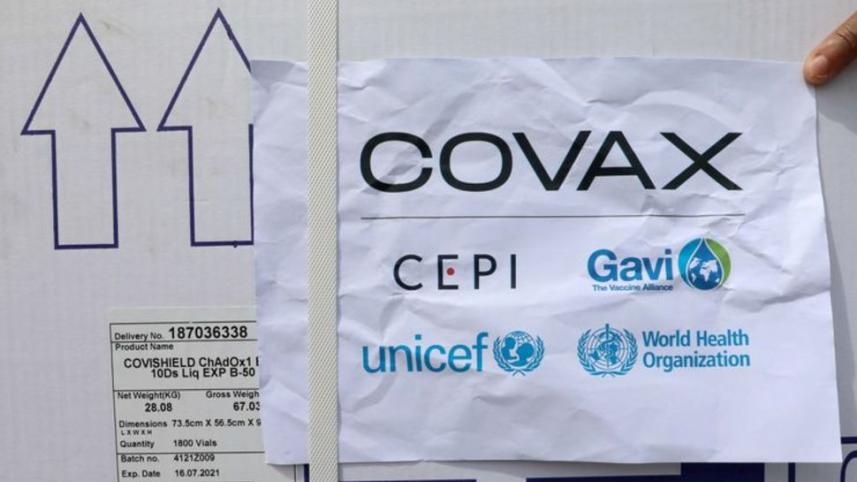 COVAX
CEPI
Gavi
The Vaccine Alliance
unicef
World Health
Organization
Delivery No. 187036338
Product Name
COVISHIELD ChAdOx1
10Ds Liq EXP B-50
Net Weight(KG) Gross Weigh
28.08 67.03
Dimensions 73.5cm X 56.5cm X 9
L X W X H
Quantity 1800 Vials
Batch no. 4121Z009
Exp. Date 16.07.2021